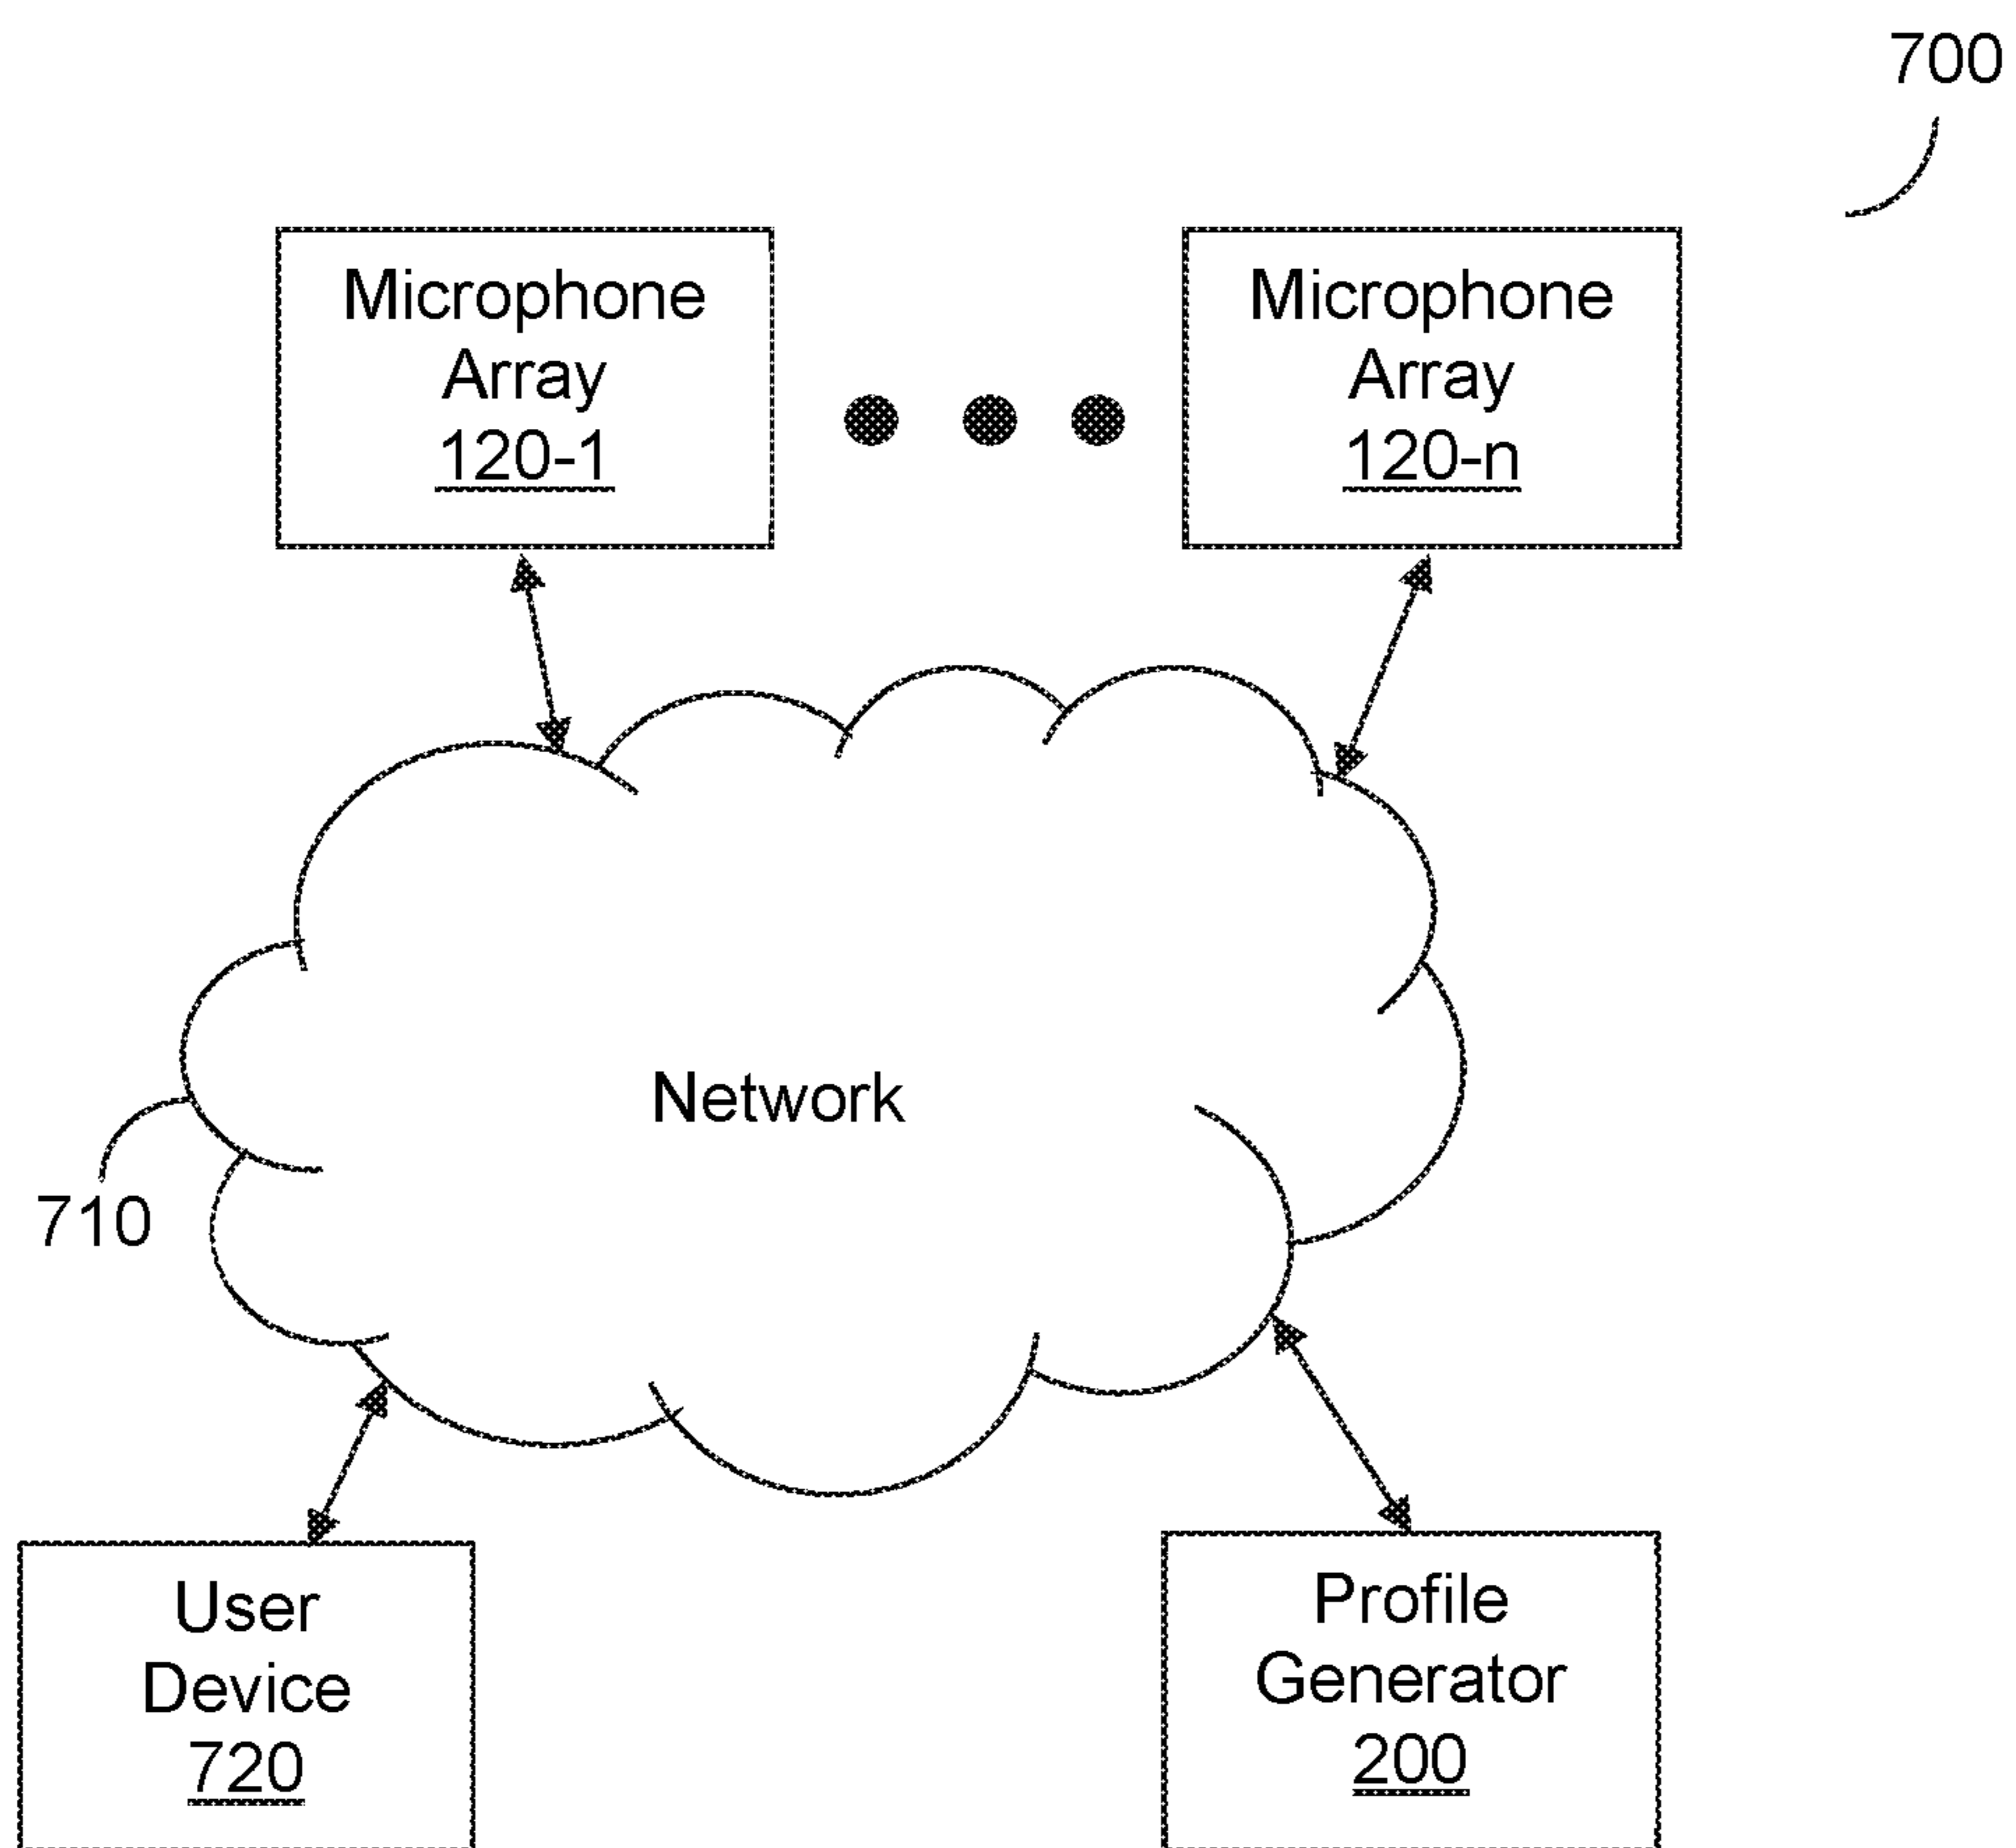 700
Microphone
Array
120-1
Microphone
Array
120-n
Network
710
User
Device
720
Profile
Generator
200